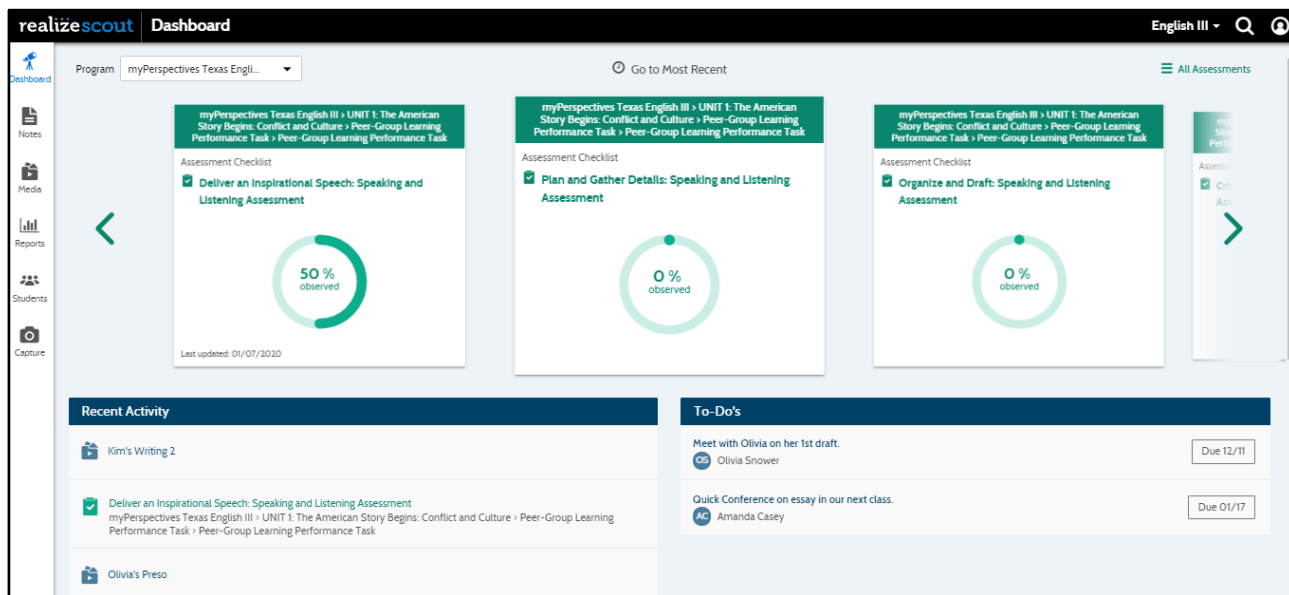 realizescout Dashboard English III
Dashboard
Notes
Media
Reports
Students
Capture
Program myPerspectives Texas Engli... Go to Most Recent All Assessments
myPerspectives Texas English III › UNIT 1: The American
Story Begins: Conflict and Culture › Peer-Group Learning
Performance Task › Peer-Group Learning Performance Task
Assessment Checklist
Deliver an Inspirational Speech: Speaking and
Listening Assessment
50 %
observed
Last updated: 01/07/2020
myPerspectives Texas English III › UNIT 1: The American
Story Begins: Conflict and Culture › Peer-Group Learning
Performance Task › Peer-Group Learning Performance Task
Assessment Checklist
Plan and Gather Details: Speaking and Listening
Assessment
0 %
observed
myPerspectives Texas English III › UNIT 1: The American
Story Begins: Conflict and Culture › Peer-Group Learning
Performance Task › Peer-Group Learning Performance Task
Assessment Checklist
Organize and Draft: Speaking and Listening
Assessment
0 %
observed
Recent Activity
Kim's Writing 2
Deliver an Inspirational Speech: Speaking and Listening Assessment
myPerspectives Texas English III › UNIT 1: The American Story Begins: Conflict and Culture › Peer-Group Learning
Performance Task › Peer-Group Learning Performance Task
Olivia's Preso
To-Do's
Meet with Olivia on her 1st draft.
OS Olivia Snower
Due 12/11
Quick Conference on essay in our next class.
AC Amanda Casey
Due 01/17